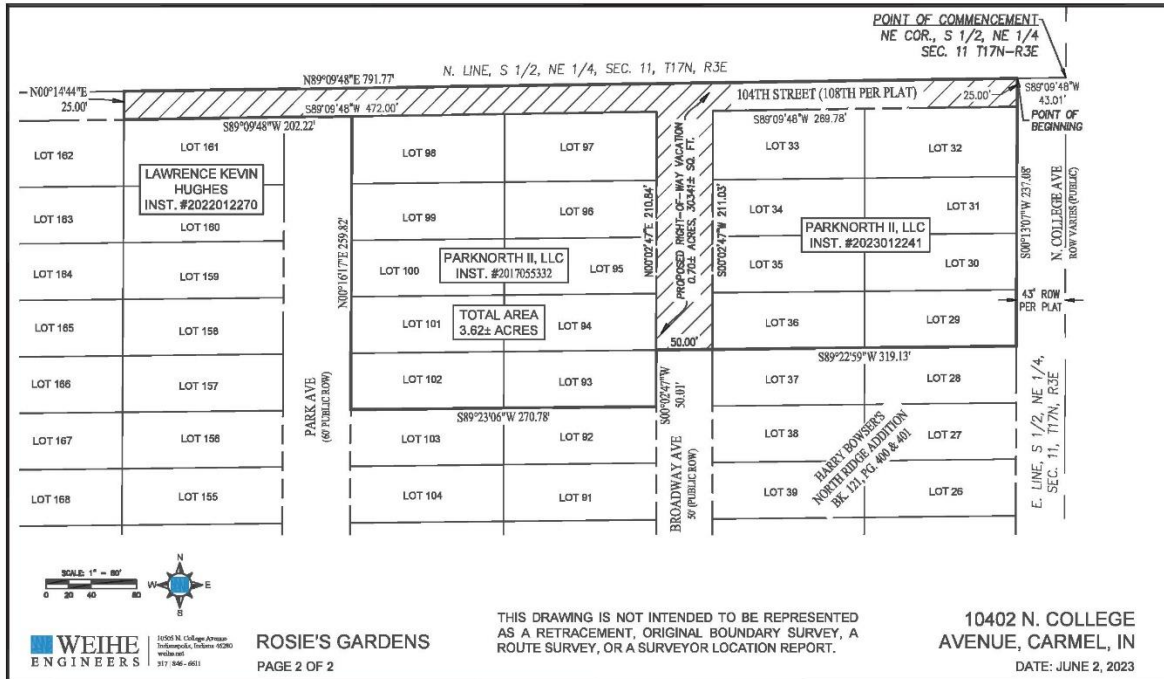 POINT OF COMMENCEMENT
NE COR., S 1/2, NE 1/4
SEC. 11 T17N-R3E
N89°09'48"E 791.77'
N. LINE, S 1/2, NE 1/4, SEC. 11, T17N, R3E
N00°14'44"E
25.00'
S89°09'48"W 472.00'
104TH STREET (108TH PER PLAT)
25.00'
S89°09'48"W
43.01'
POINT OF
BEGINNING
S89°09'48"W 202.22'
S89°09'48"W 269.78'
LOT 162
LOT 161
LOT 98
LOT 97
LOT 33
LOT 32
LAWRENCE KEVIN
HUGHES
INST. #2022012270
LOT 163
LOT 160
LOT 99
LOT 96
LOT 34
LOT 31
PARKNORTH II, LLC
INST. #2017055332
PARKNORTH II, LLC
INST. #2023012241
LOT 164
LOT 159
LOT 100
LOT 95
LOT 35
LOT 30
TOTAL AREA
3.62± ACRES
LOT 165
LOT 158
LOT 101
LOT 94
LOT 36
LOT 29
N00°16'17"E 259.82'
N00°02'47"E 210.84'
PROPOSED RIGHT-OF-WAY VACATION
0.70± ACRES, 30,341± SQ. FT.
S00°02'47"W 211.03'
S00°13'07"W 237.08'
N. COLLEGE AVE
ROW VARIES (PUBLIC)
43' ROW
PER PLAT
50.00'
S89°22'59"W 319.13'
LOT 166
LOT 157
LOT 102
LOT 93
LOT 37
LOT 28
PARK AVE
(60' PUBLIC ROW)
S89°23'06"W 270.78'
S00°02'47"W
50.01'
LOT 167
LOT 156
LOT 103
LOT 92
LOT 38
LOT 27
HARRY BOWSER'S
NORTH RIDGE ADDITION
BK. 121, PG. 400 & 401
E. LINE, S 1/2, NE 1/4,
SEC. 11, T17N, R3E
LOT 168
LOT 155
LOT 104
LOT 91
LOT 39
LOT 26
BROADWAY AVE
50' (PUBLIC ROW)
SCALE: 1" = 80'
0 20 40 80
N
W E
S
WEIHE
ENGINEERS
10505 N. College Avenue
Indianapolis, Indiana 46280
weihe.net
317 | 846 - 6611
ROSIE'S GARDENS
PAGE 2 OF 2
THIS DRAWING IS NOT INTENDED TO BE REPRESENTED
AS A RETRACEMENT, ORIGINAL BOUNDARY SURVEY, A
ROUTE SURVEY, OR A SURVEYOR LOCATION REPORT.
10402 N. COLLEGE
AVENUE, CARMEL, IN
DATE: JUNE 2, 2023